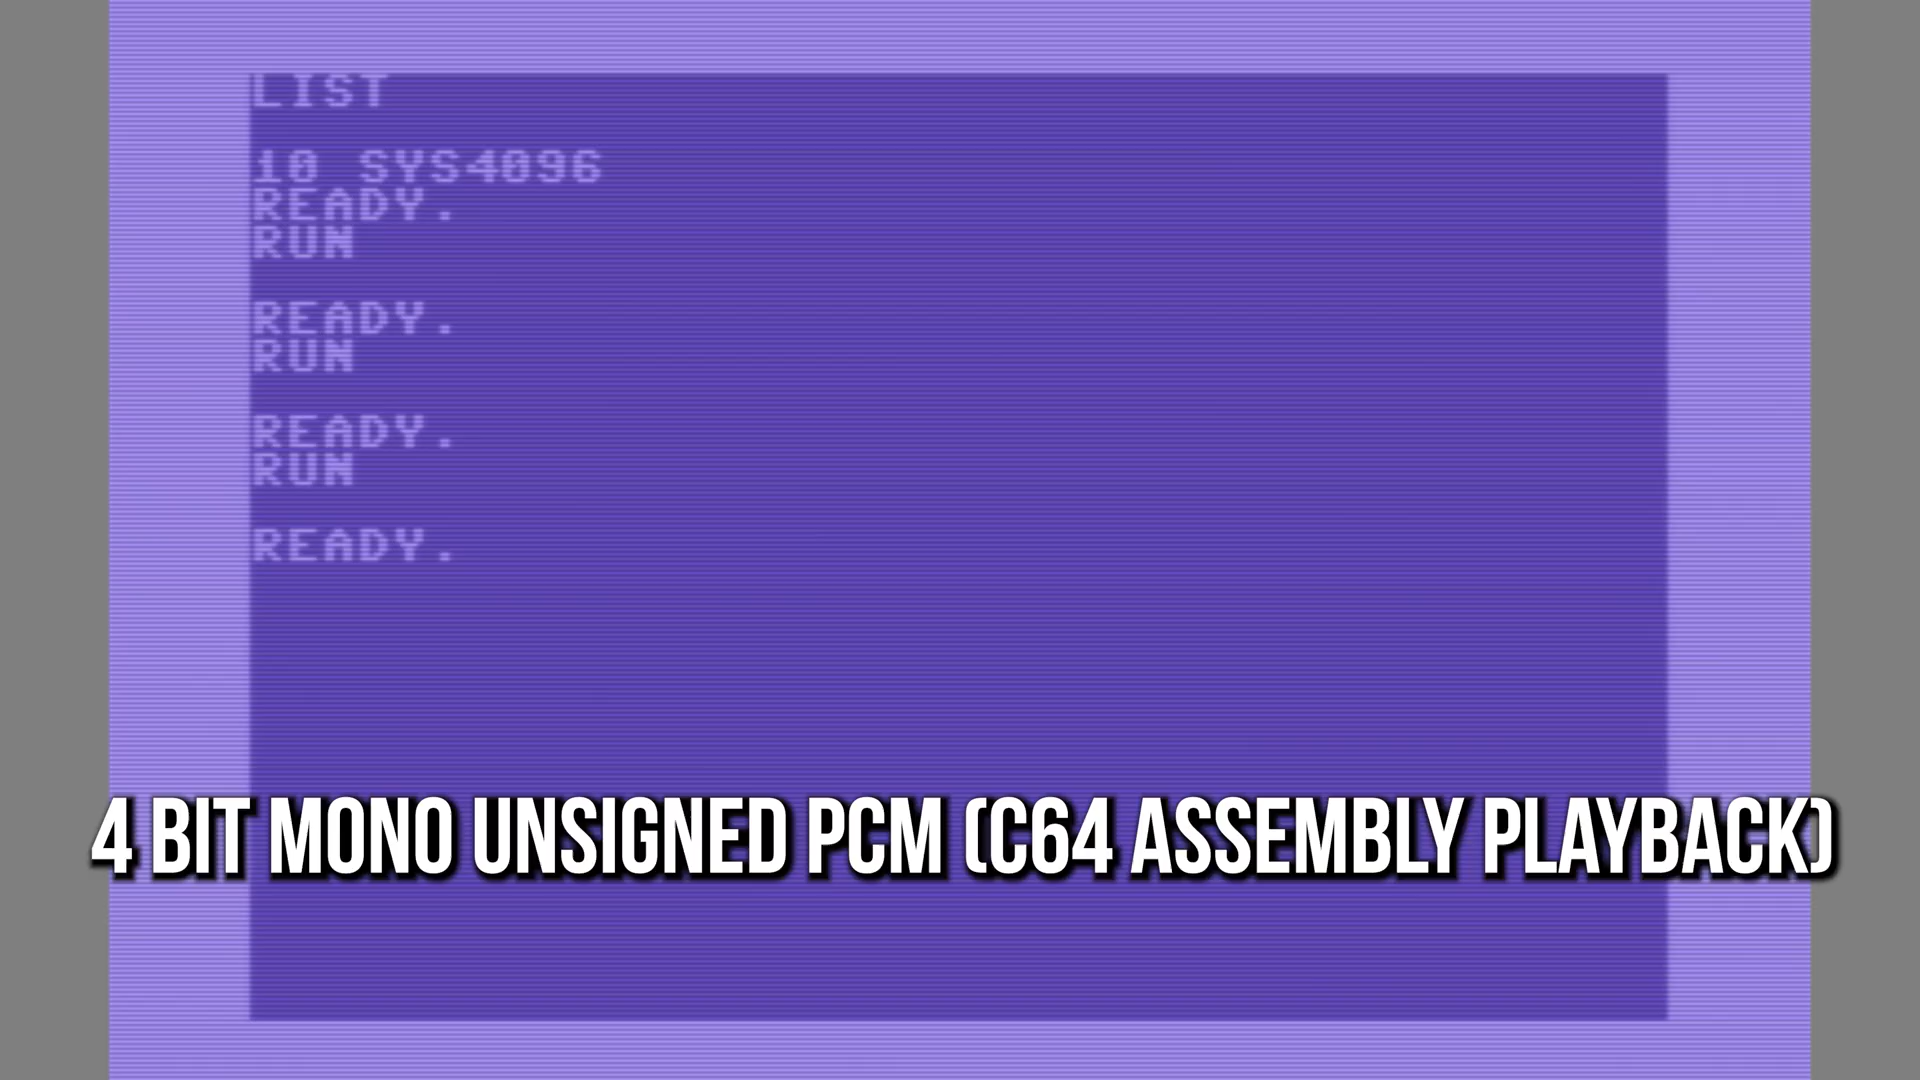 LIST
10 SYS4096
READY.
RUN
READY.
RUN
READY.
RUN
READY.
4 BIT MONO UNSIGNED PCM (C64 ASSEMBLY PLAYBACK)